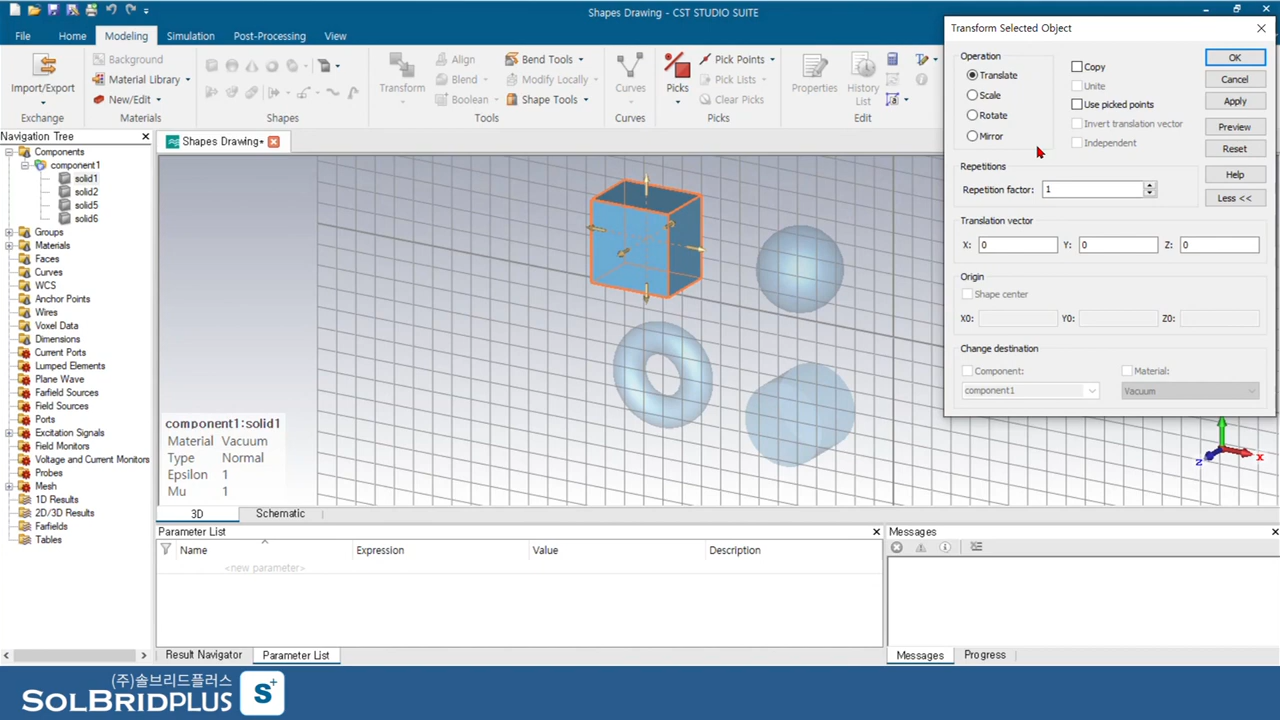 Shapes Drawing - CST STUDIO SUITE
File Home Modeling Simulation Post-Processing View
Import/Export
Exchange
Background
Material Library
New/Edit
Materials
Shapes
Transform
Align
Blend
Boolean
Bend Tools
Modify Locally
Shape Tools
Tools
Curves
Curves
Picks
Pick Points
Pick Lists
Clear Picks
Picks
Properties
History
List
Edit
Navigation Tree
Components
component1
solid1
solid2
solid5
solid6
Groups
Materials
Faces
Curves
WCS
Anchor Points
Wires
Voxel Data
Dimensions
Current Ports
Lumped Elements
Plane Wave
Farfield Sources
Field Sources
Ports
Excitation Signals
Field Monitors
Voltage and Current Monitors
Probes
Mesh
1D Results
2D/3D Results
Farfields
Tables
Shapes Drawing*
component1:solid1
Material Vacuum
Type Normal
Epsilon 1
Mu 1
z
x
3D Schematic
Transform Selected Object
Operation
Translate
Scale
Rotate
Mirror
Copy
Unite
Use picked points
Invert translation vector
Independent
OK
Cancel
Apply
Preview
Reset
Help
Less <<
Repetitions
Repetition factor: 1
Translation vector
X: 0 Y: 0 Z: 0
Origin
Shape center
X0: Y0: Z0:
Change destination
Component: Material:
component1 Vacuum
Parameter List
Name Expression Value Description
<new parameter>
Result Navigator Parameter List
Messages
Messages Progress
(주)솔브리드플러스
SOLBRIDPLUS
S+